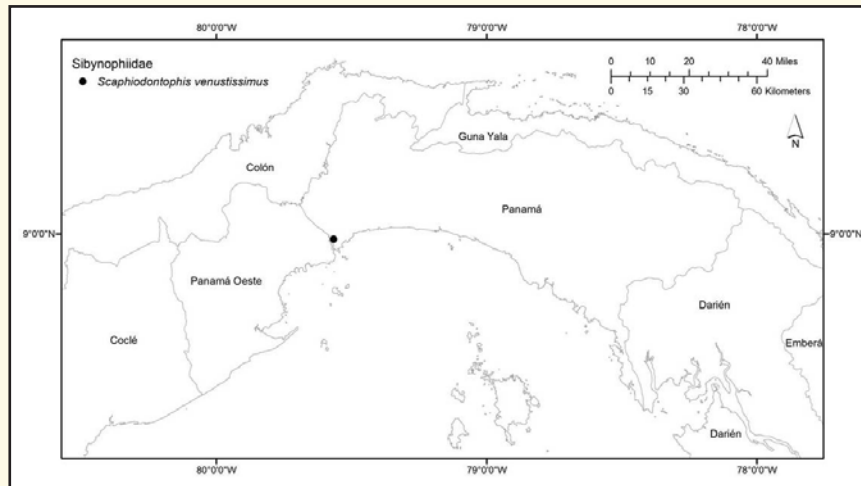 80°0'0"W 79°0'0"W 78°0'0"W
Sibynophiidae
Scaphiodontophis venustissimus
0 10 20 40 Miles
0 15 30 60 Kilometers
N
Guna Yala
Colón
Panamá
9°0'0"N 9°0'0"N
Panamá Oeste
Darién
Coclé
Emberá
Darién
80°0'0"W 79°0'0"W 78°0'0"W